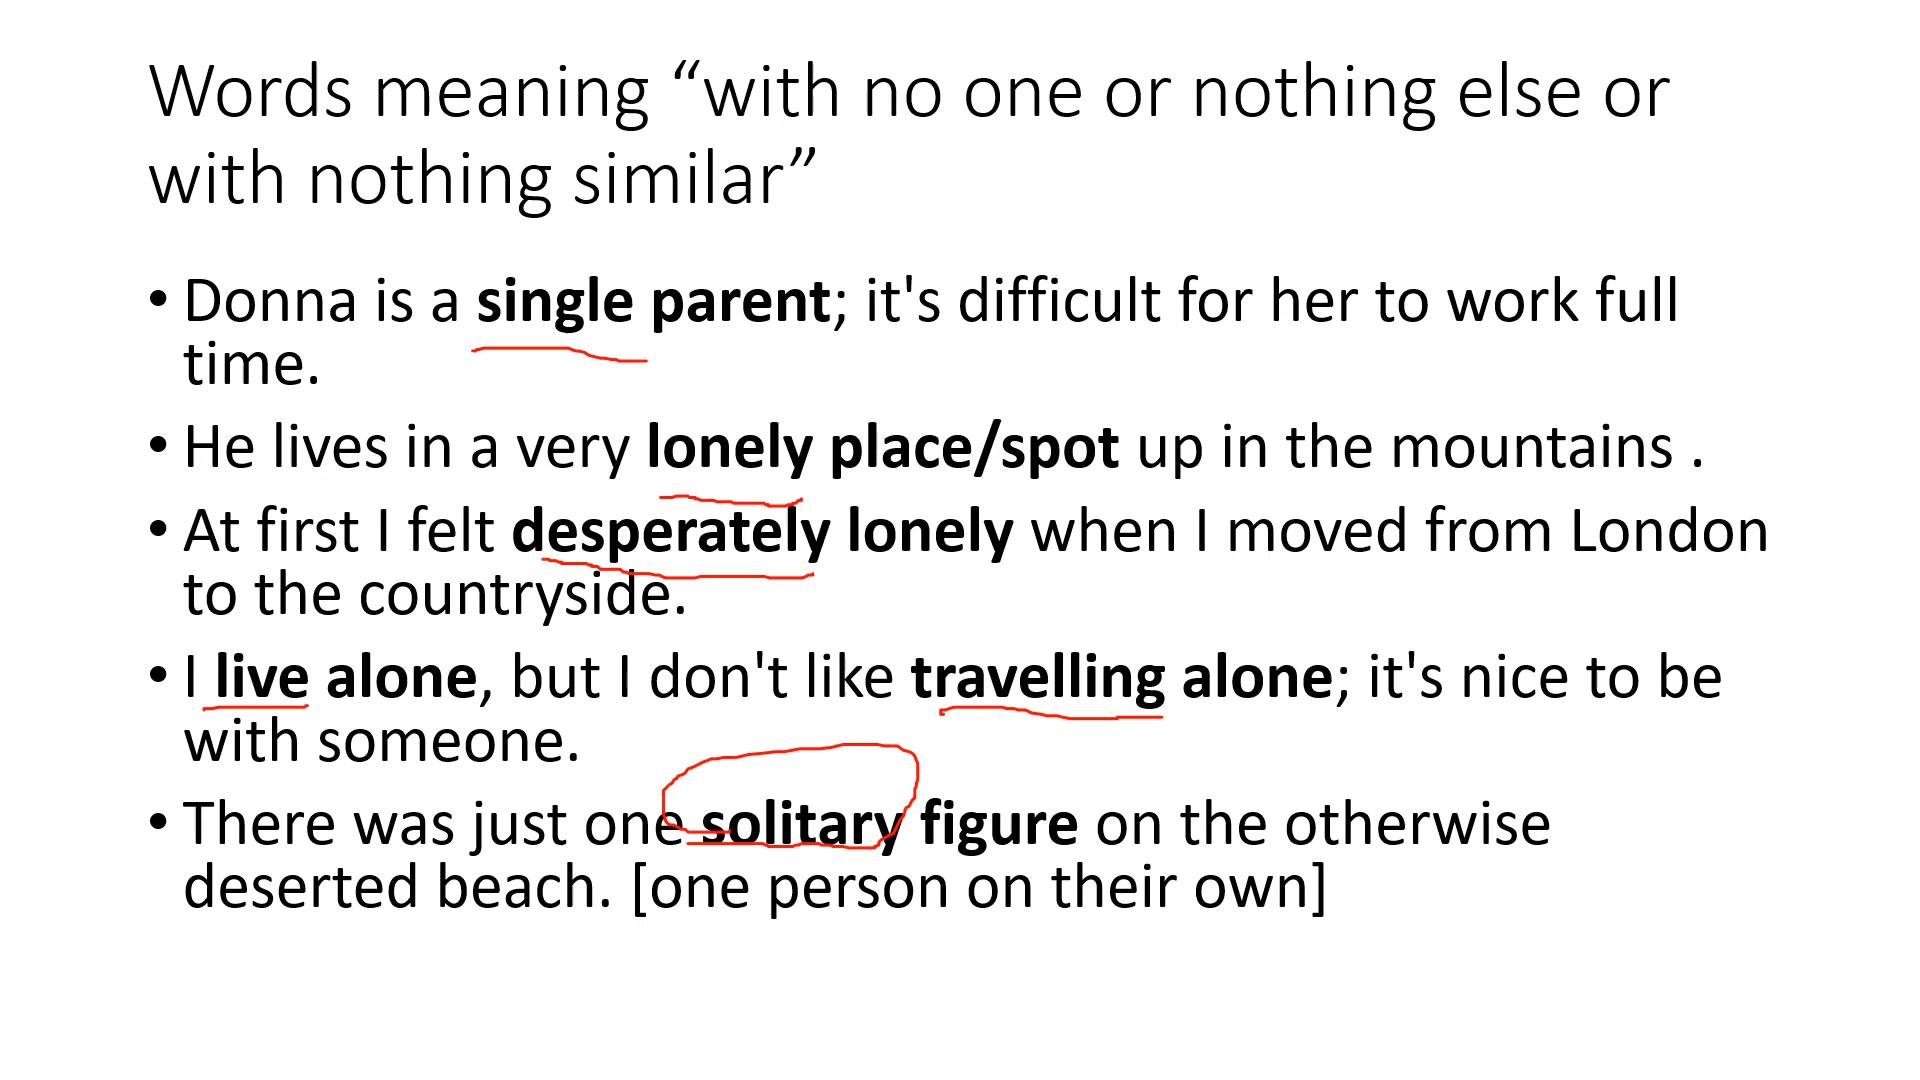 Words meaning “with no one or nothing else or
with nothing similar”
• Donna is a single parent; it's difficult for her to work full
time.
• He lives in a very lonely place/spot up in the mountains .
• At first I felt desperately lonely when I moved from London
to the countryside.
• I live alone, but I don't like travelling alone; it's nice to be
with someone.
• There was just one solitary figure on the otherwise
deserted beach. [one person on their own]